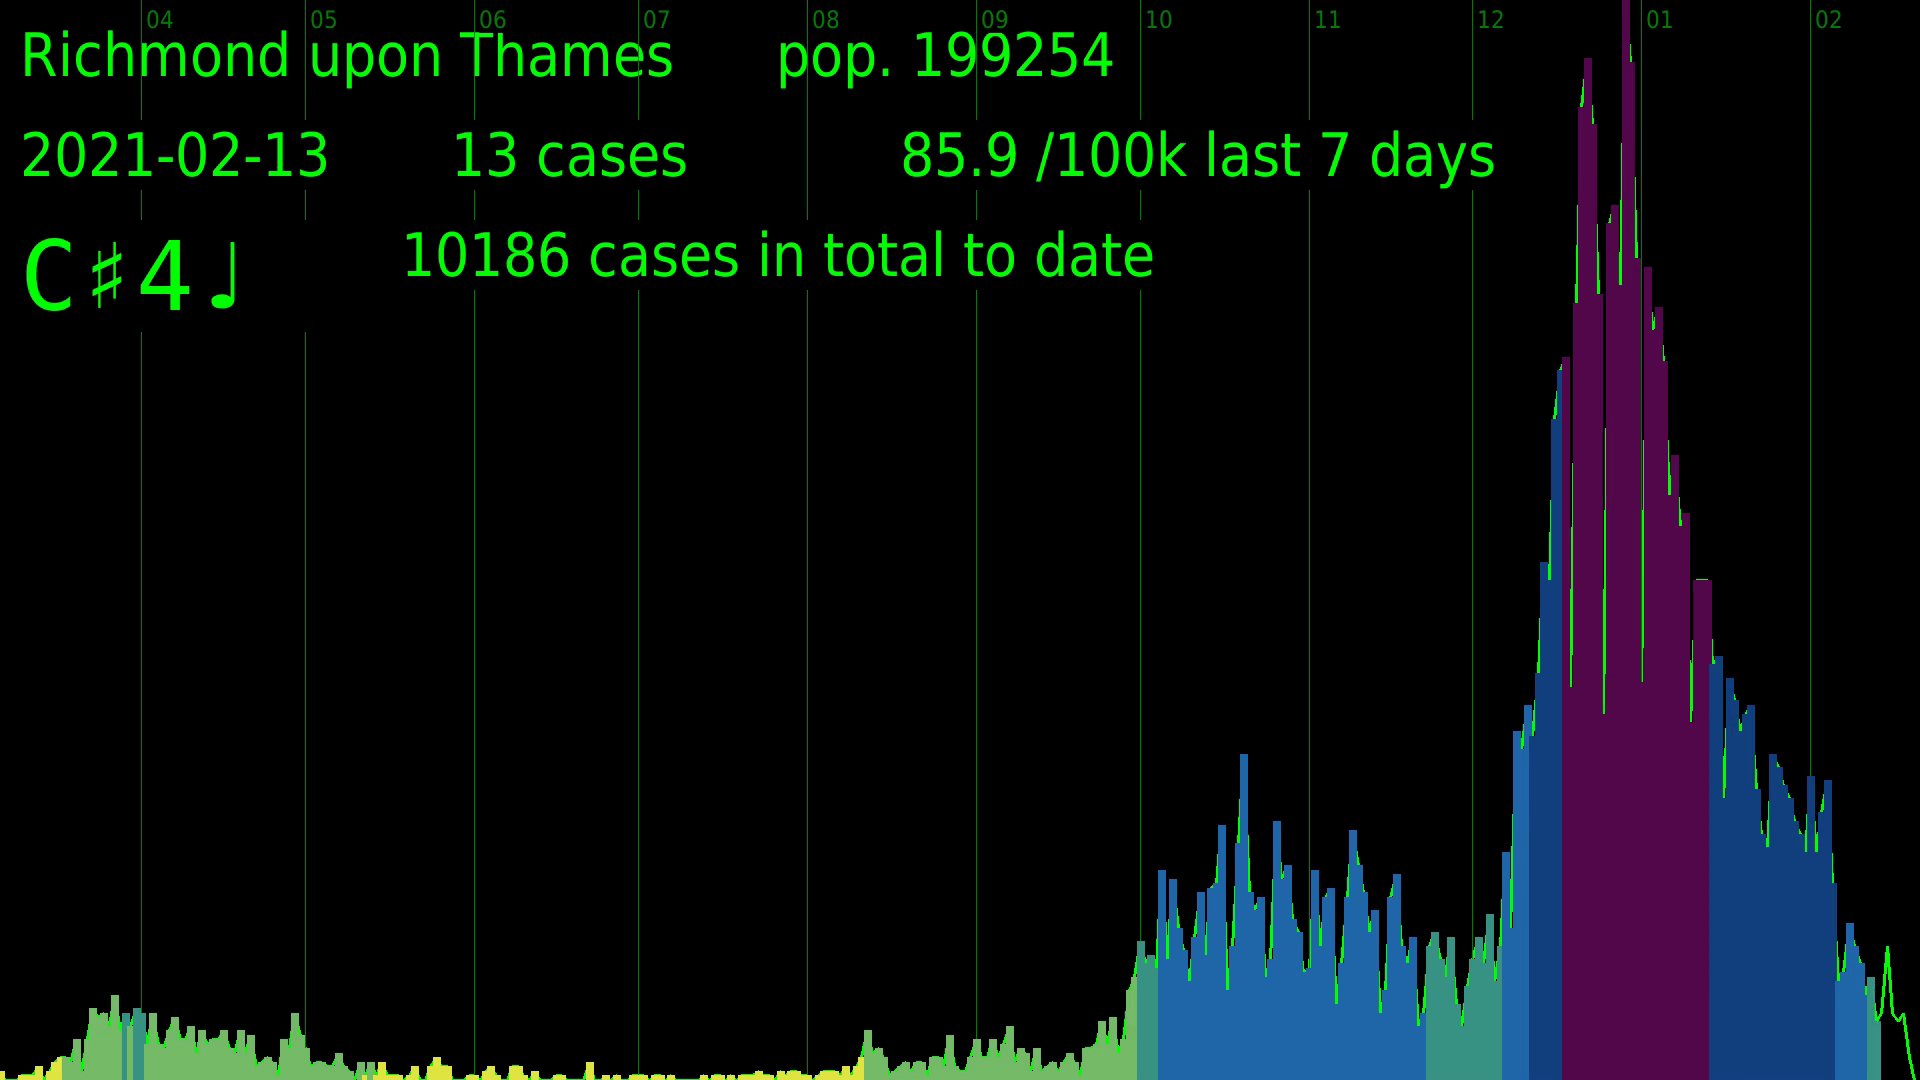 04 05 06 07 08 09 10 11 12 01 02
Richmond upon Thames pop. 199254
2021-02-13 13 cases 85.9 /100k last 7 days
C♯4♩ 10186 cases in total to date